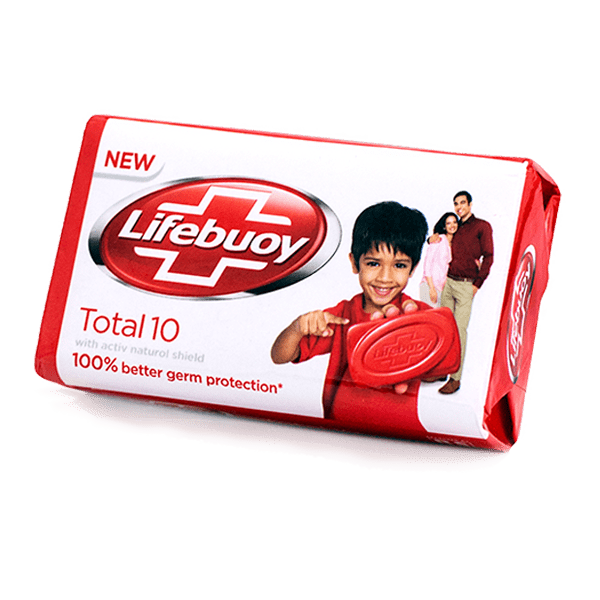 NEW
Lifebuoy
Total 10
with activ naturol shield
100% better germ protection*
Lifebuoy